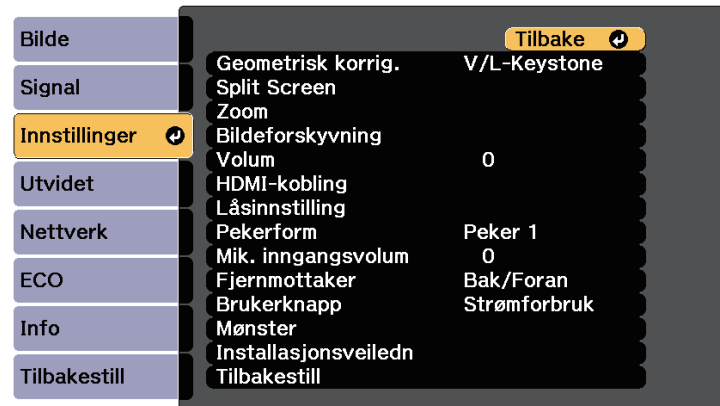 Bilde
Signal
Innstillinger
Utvidet
Nettverk
ECO
Info
Tilbakestill
Tilbake
Geometrisk korrig. V/L-Keystone
Split Screen
Zoom
Bildeforskyvning
Volum 0
HDMI-kobling
Låsinnstilling
Pekerform Peker 1
Mik. inngangsvolum 0
Fjernmottaker Bak/Foran
Brukerknapp Strømforbruk
Mønster
Installasjonsveiledn
Tilbakestill